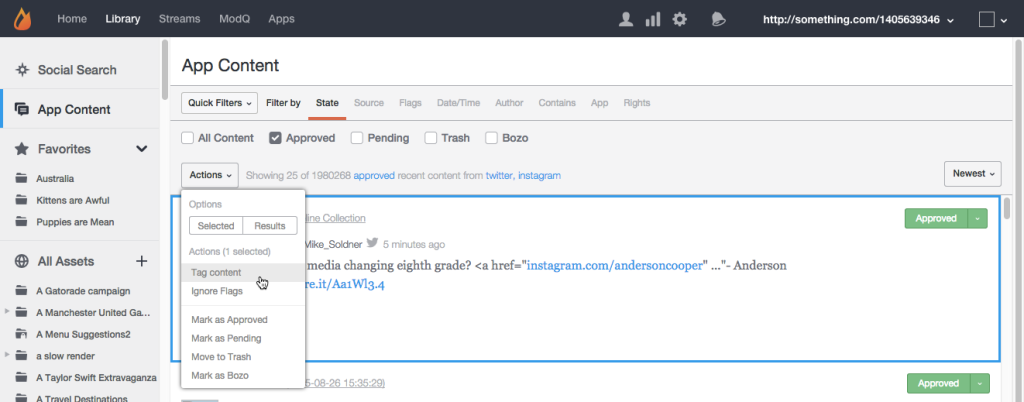 Home Library Streams ModQ Apps http://something.com/1405639346
Social Search
App Content
Favorites
Australia
Kittens are Awful
Puppies are Mean
All Assets +
A Gatorade campaign
A Manchester United Ga...
A Menu Suggestions2
a slow render
A Taylor Swift Extravaganza
A Travel Destinations
App Content
Quick Filters Filter by State Source Flags Date/Time Author Contains App Rights
All Content Approved Pending Trash Bozo
Actions Showing 25 of 1980268 approved recent content from twitter, instagram Newest
Options
Selected Results
Actions (1 selected)
Tag content
Ignore Flags
Mark as Approved
Mark as Pending
Move to Trash
Mark as Bozo
line Collection Approved
Mike_Soldner 5 minutes ago
media changing eighth grade? <a href="instagram.com/andersoncooper" ..."- Anderson
re.it/Aa1Wl3.4
5-08-26 15:35:29) Approved